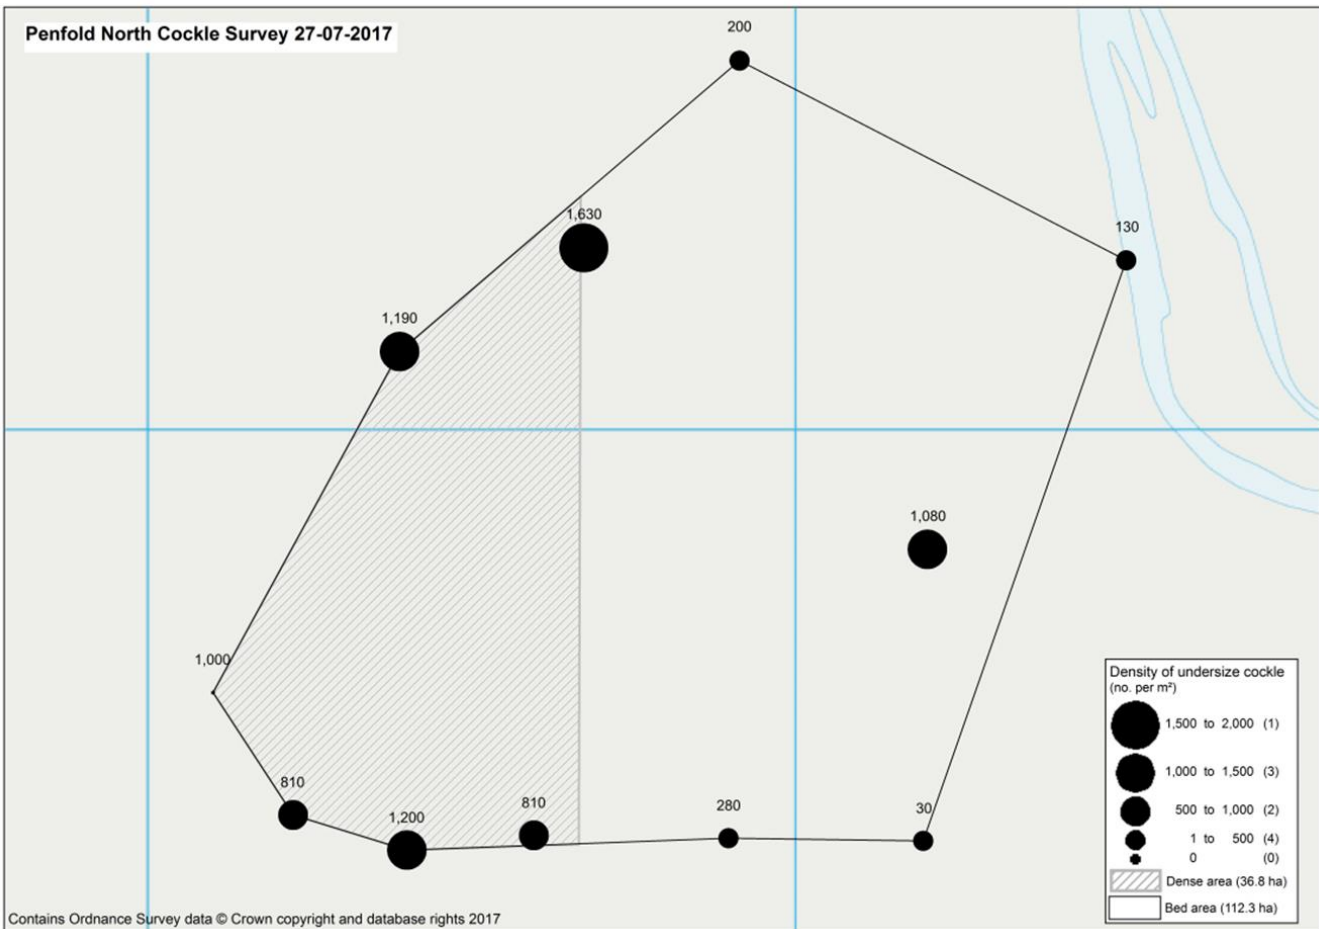 Penfold North Cockle Survey 27-07-2017
200
1,630
130
1,190
1,080
1,000
810
1,200
810
280
30
Density of undersize cockle
(no. per m²)
1,500 to 2,000 (1)
1,000 to 1,500 (3)
500 to 1,000 (2)
1 to 500 (4)
0 (0)
Dense area (36.8 ha)
Bed area (112.3 ha)
Contains Ordnance Survey data © Crown copyright and database rights 2017